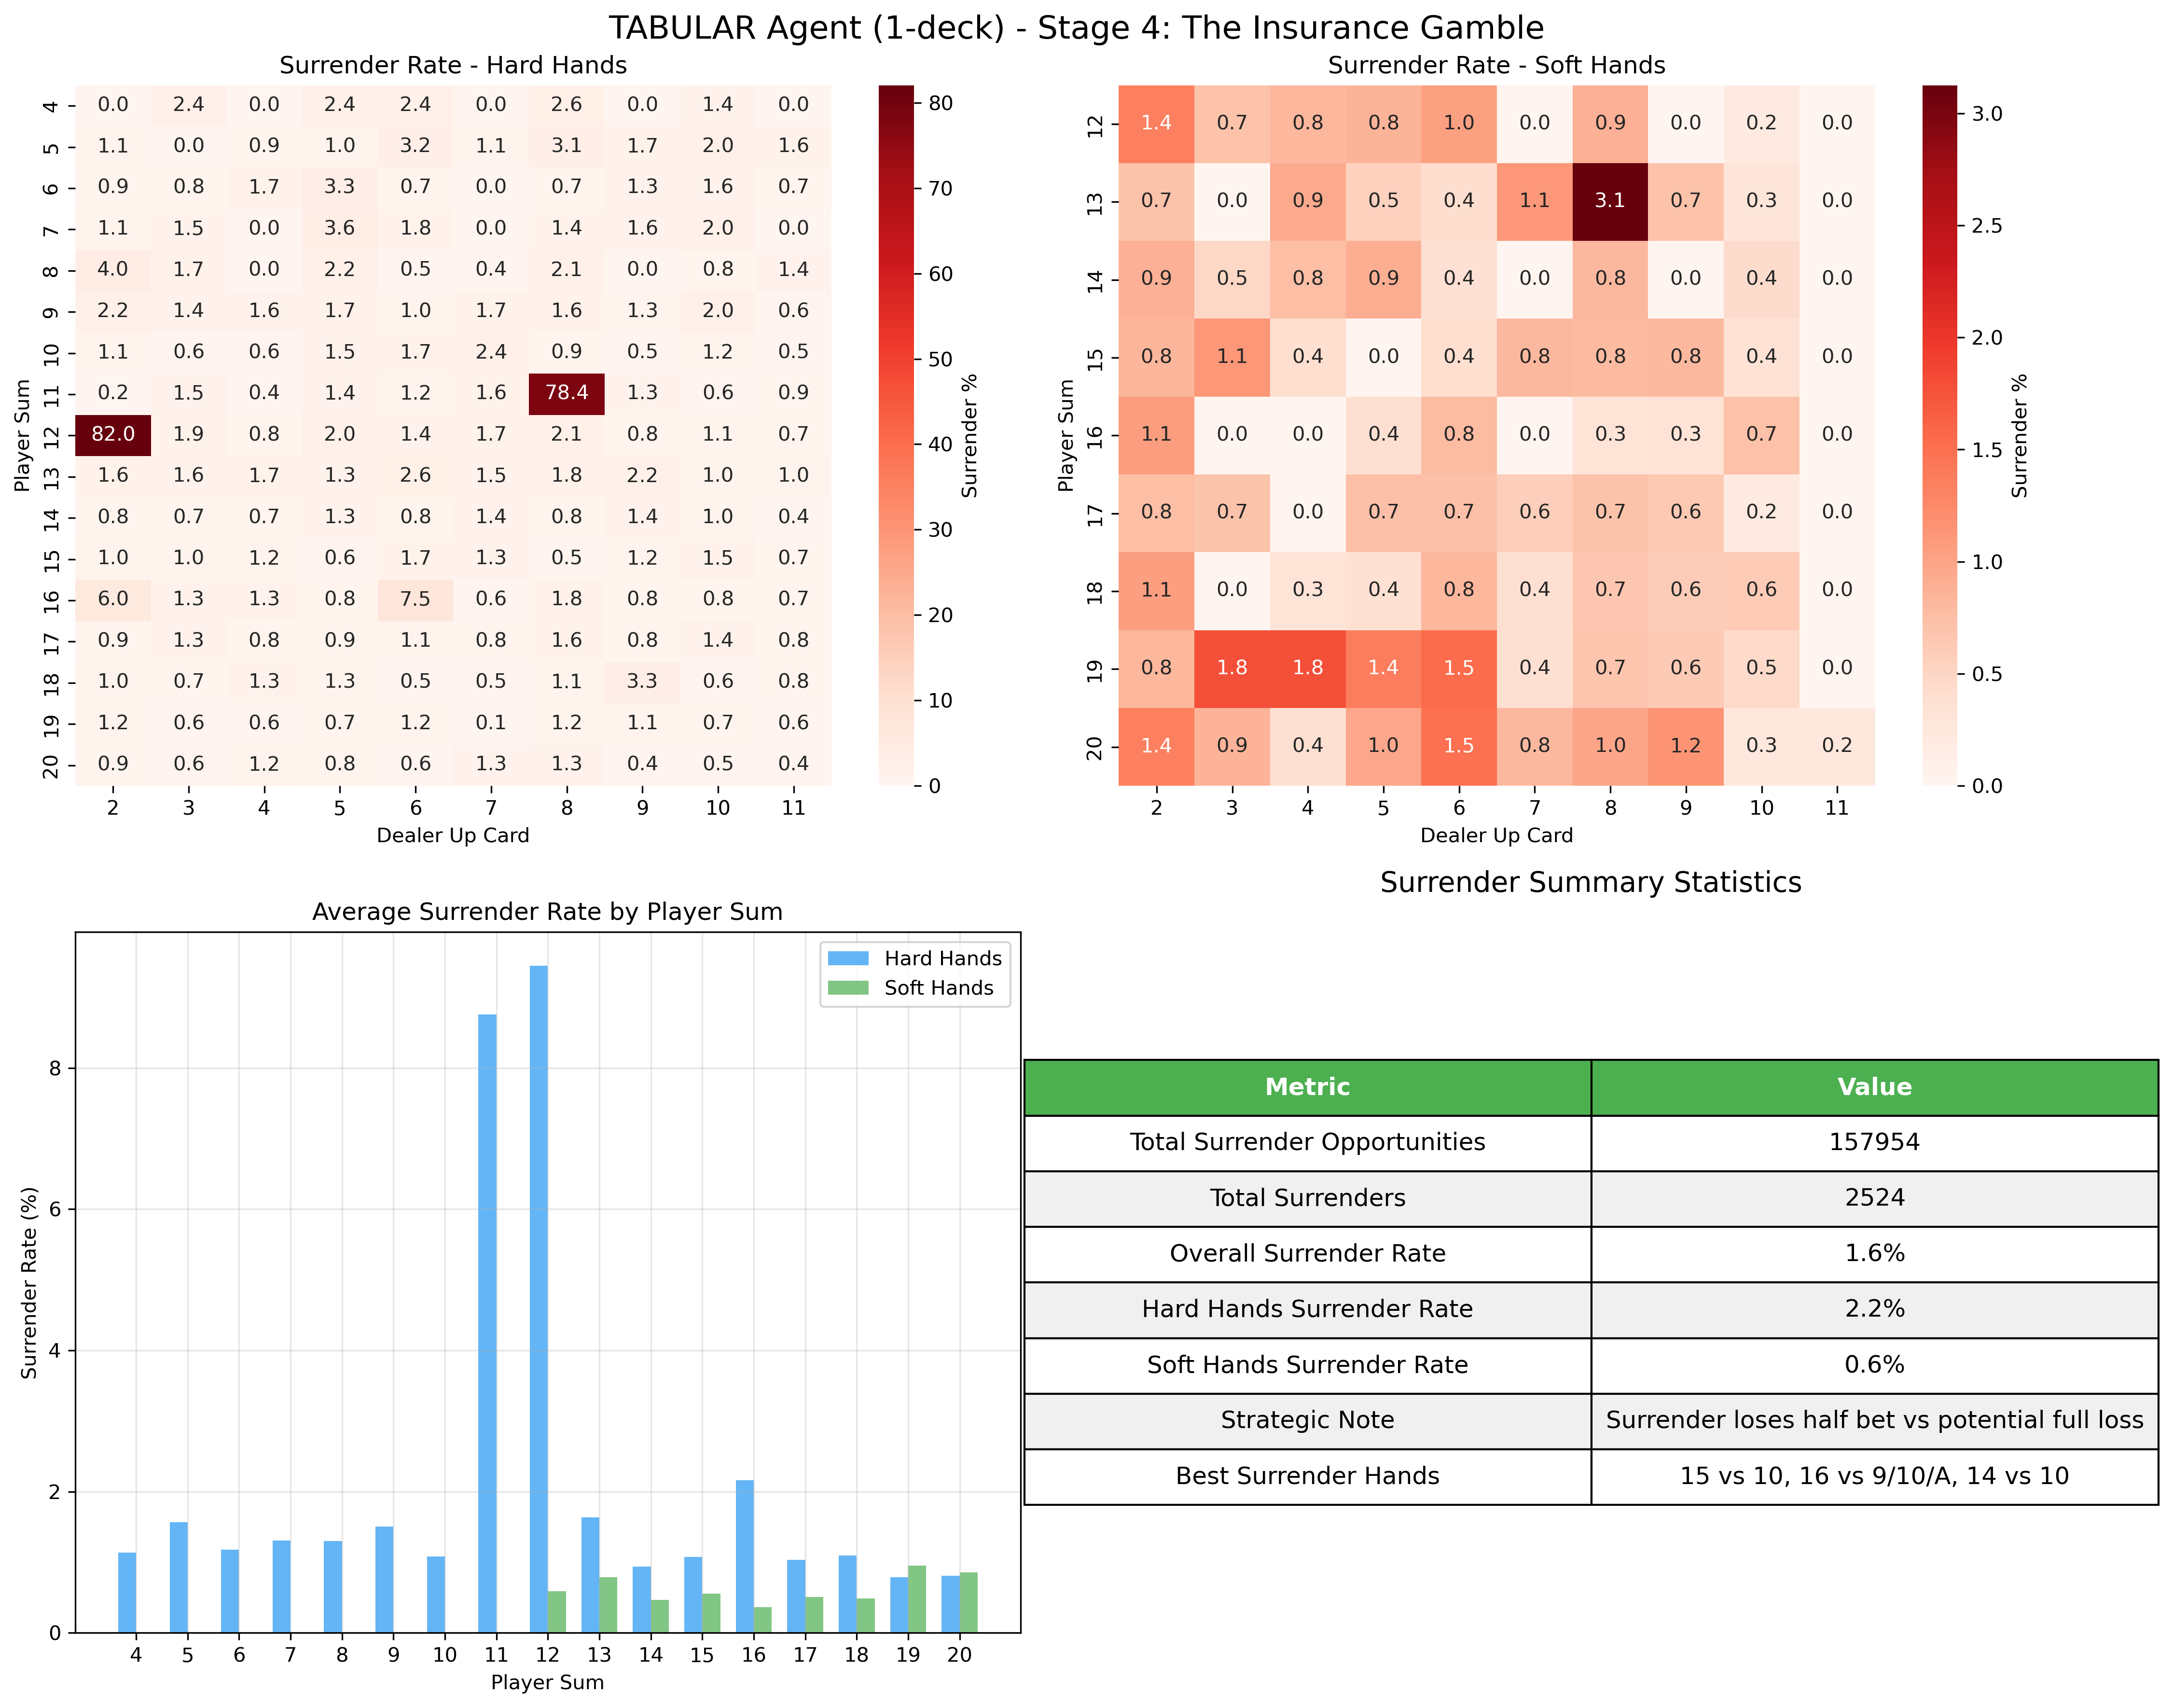 TABULAR Agent (1-deck) - Stage 4: The Insurance Gamble
Surrender Rate - Hard Hands
4 0.0 2.4 0.0 2.4 2.4 0.0 2.6 0.0 1.4 0.0
5 1.1 0.0 0.9 1.0 3.2 1.1 3.1 1.7 2.0 1.6
6 0.9 0.8 1.7 3.3 0.7 0.0 0.7 1.3 1.6 0.7
7 1.1 1.5 0.0 3.6 1.8 0.0 1.4 1.6 2.0 0.0
8 4.0 1.7 0.0 2.2 0.5 0.4 2.1 0.0 0.8 1.4
9 2.2 1.4 1.6 1.7 1.0 1.7 1.6 1.3 2.0 0.6
10 1.1 0.6 0.6 1.5 1.7 2.4 0.9 0.5 1.2 0.5
11 0.2 1.5 0.4 1.4 1.2 1.6 78.4 1.3 0.6 0.9
12 82.0 1.9 0.8 2.0 1.4 1.7 2.1 0.8 1.1 0.7
13 1.6 1.6 1.7 1.3 2.6 1.5 1.8 2.2 1.0 1.0
14 0.8 0.7 0.7 1.3 0.8 1.4 0.8 1.4 1.0 0.4
15 1.0 1.0 1.2 0.6 1.7 1.3 0.5 1.2 1.5 0.7
16 6.0 1.3 1.3 0.8 7.5 0.6 1.8 0.8 0.8 0.7
17 0.9 1.3 0.8 0.9 1.1 0.8 1.6 0.8 1.4 0.8
18 1.0 0.7 1.3 1.3 0.5 0.5 1.1 3.3 0.6 0.8
19 1.2 0.6 0.6 0.7 1.2 0.1 1.2 1.1 0.7 0.6
20 0.9 0.6 1.2 0.8 0.6 1.3 1.3 0.4 0.5 0.4
2 3 4 5 6 7 8 9 10 11
Player Sum
Dealer Up Card
80
70
60
50
40
30
20
10
0
Surrender %
Surrender Rate - Soft Hands
12 1.4 0.7 0.8 0.8 1.0 0.0 0.9 0.0 0.2 0.0
13 0.7 0.0 0.9 0.5 0.4 1.1 3.1 0.7 0.3 0.0
14 0.9 0.5 0.8 0.9 0.4 0.0 0.8 0.0 0.4 0.0
15 0.8 1.1 0.4 0.0 0.4 0.8 0.8 0.8 0.4 0.0
16 1.1 0.0 0.0 0.4 0.8 0.0 0.3 0.3 0.7 0.0
17 0.8 0.7 0.0 0.7 0.7 0.6 0.7 0.6 0.2 0.0
18 1.1 0.0 0.3 0.4 0.8 0.4 0.7 0.6 0.6 0.0
19 0.8 1.8 1.8 1.4 1.5 0.4 0.7 0.6 0.5 0.0
20 1.4 0.9 0.4 1.0 1.5 0.8 1.0 1.2 0.3 0.2
2 3 4 5 6 7 8 9 10 11
Player Sum
Dealer Up Card
3.0
2.5
2.0
1.5
1.0
0.5
0.0
Surrender %
Average Surrender Rate by Player Sum
Hard Hands
Soft Hands
8
6
4
2
0
Surrender Rate (%)
4 5 6 7 8 9 10 11 12 13 14 15 16 17 18 19 20
Player Sum
Surrender Summary Statistics
Metric Value
Total Surrender Opportunities 157954
Total Surrenders 2524
Overall Surrender Rate 1.6%
Hard Hands Surrender Rate 2.2%
Soft Hands Surrender Rate 0.6%
Strategic Note Surrender loses half bet vs potential full loss
Best Surrender Hands 15 vs 10, 16 vs 9/10/A, 14 vs 10